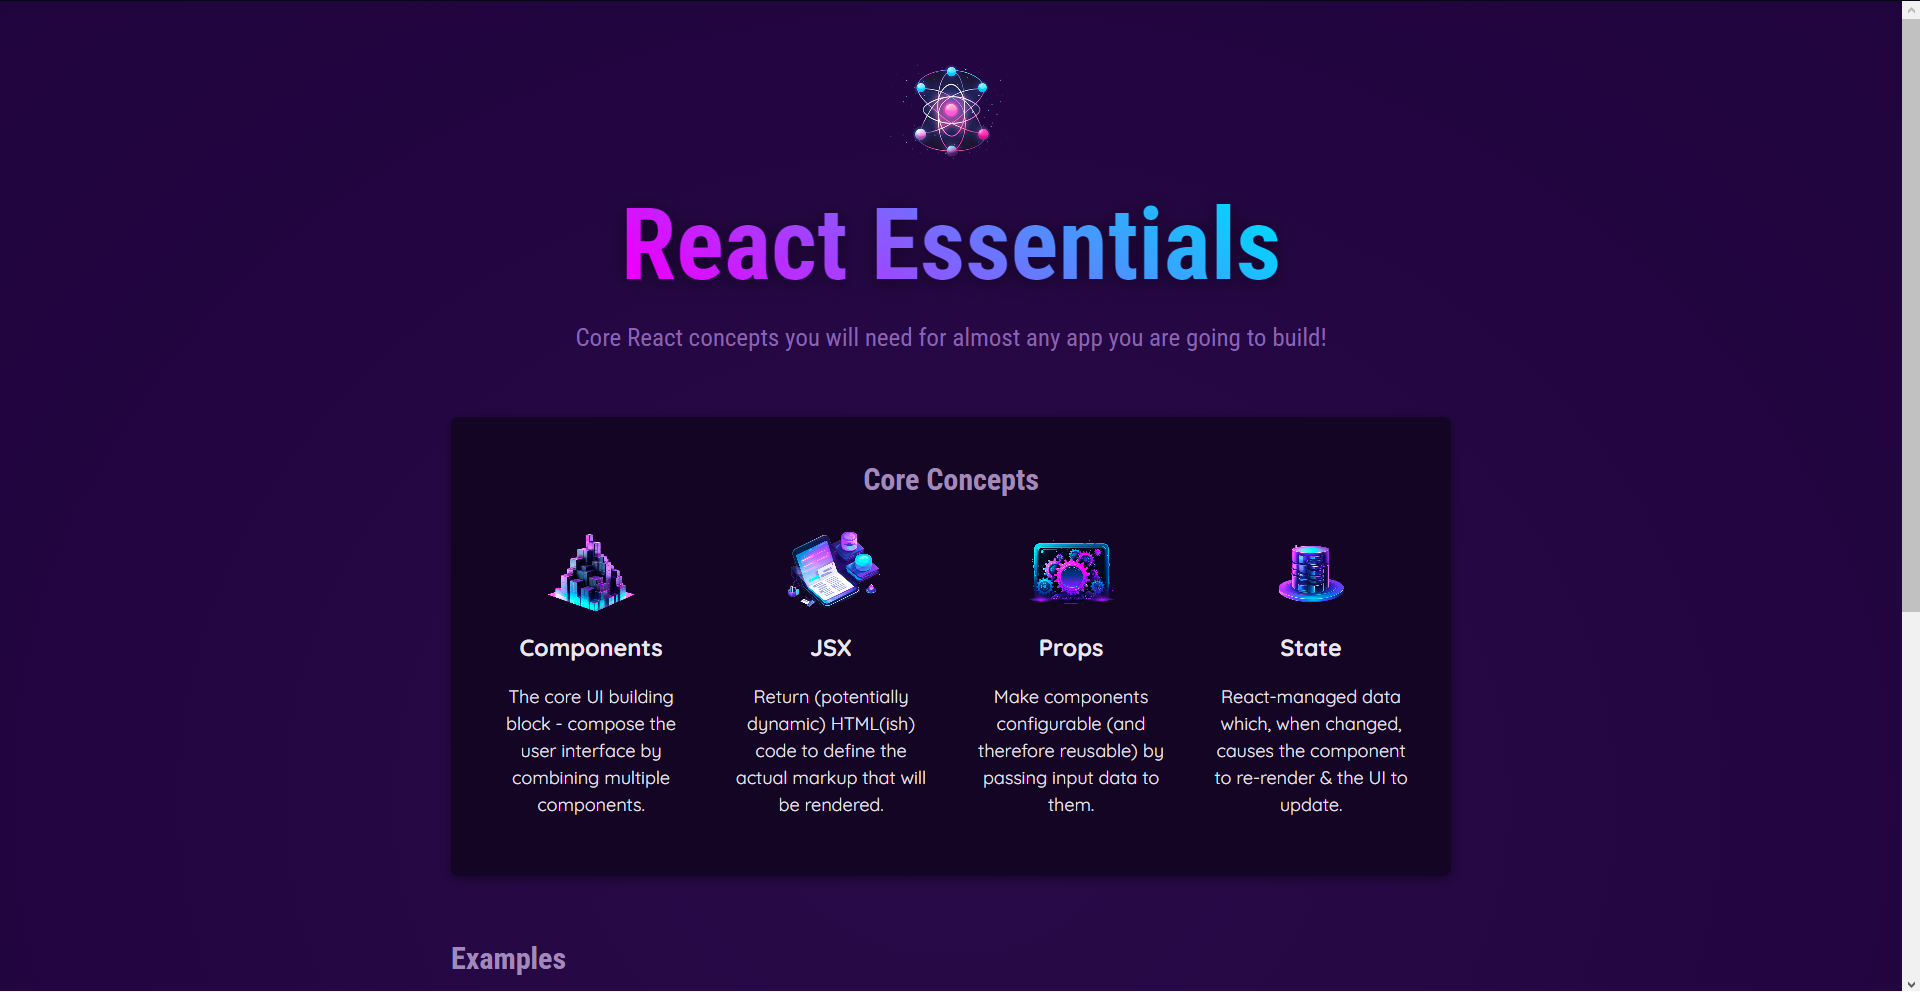 React Essentials
Core React concepts you will need for almost any app you are going to build!
Core Concepts
Components
The core UI building
block - compose the
user interface by
combining multiple
components.
JSX
Return (potentially
dynamic) HTML(ish)
code to define the
actual markup that will
be rendered.
Props
Make components
configurable (and
therefore reusable) by
passing input data to
them.
State
React-managed data
which, when changed,
causes the component
to re-render & the UI to
update.
Examples